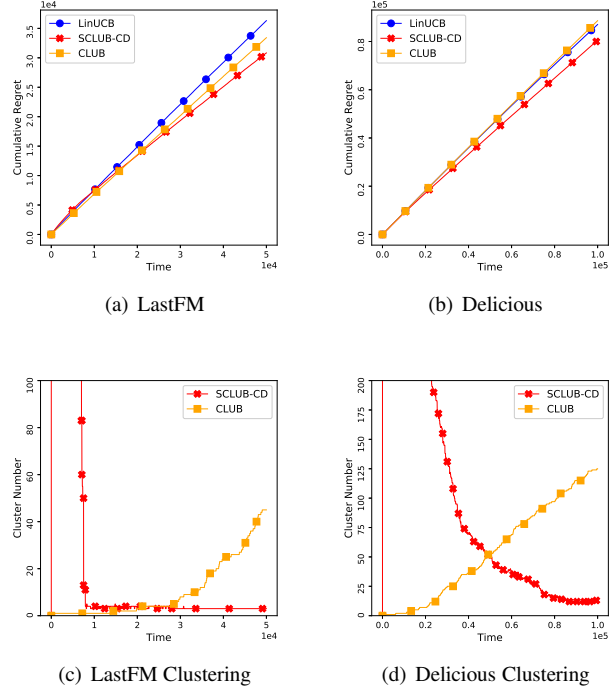 1e4
LinUCB
SCLUB-CD
CLUB
Cumulative Regret
3.5
3.0
2.5
2.0
1.5
1.0
0.5
0.0
0 1 2 3 4 5
Time
1e4
(a) LastFM
1e5
LinUCB
SCLUB-CD
CLUB
Cumulative Regret
0.8
0.6
0.4
0.2
0.0
0.0 0.2 0.4 0.6 0.8 1.0
Time
1e5
(b) Delicious
SCLUB-CD
CLUB
Cluster Number
100
80
60
40
20
0
0 1 2 3 4 5
Time
1e4
(c) LastFM Clustering
SCLUB-CD
CLUB
Cluster Number
200
175
150
125
100
75
50
25
0
0.0 0.2 0.4 0.6 0.8 1.0
Time
1e5
(d) Delicious Clustering